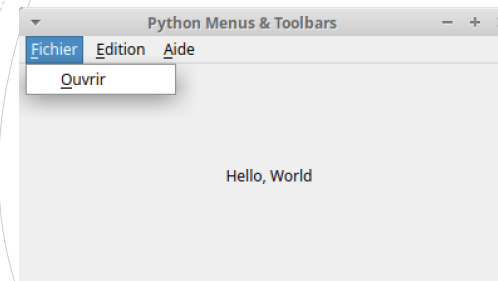 Python Menus & Toolbars
Fichier Edition Aide
Ouvrir
Hello, World